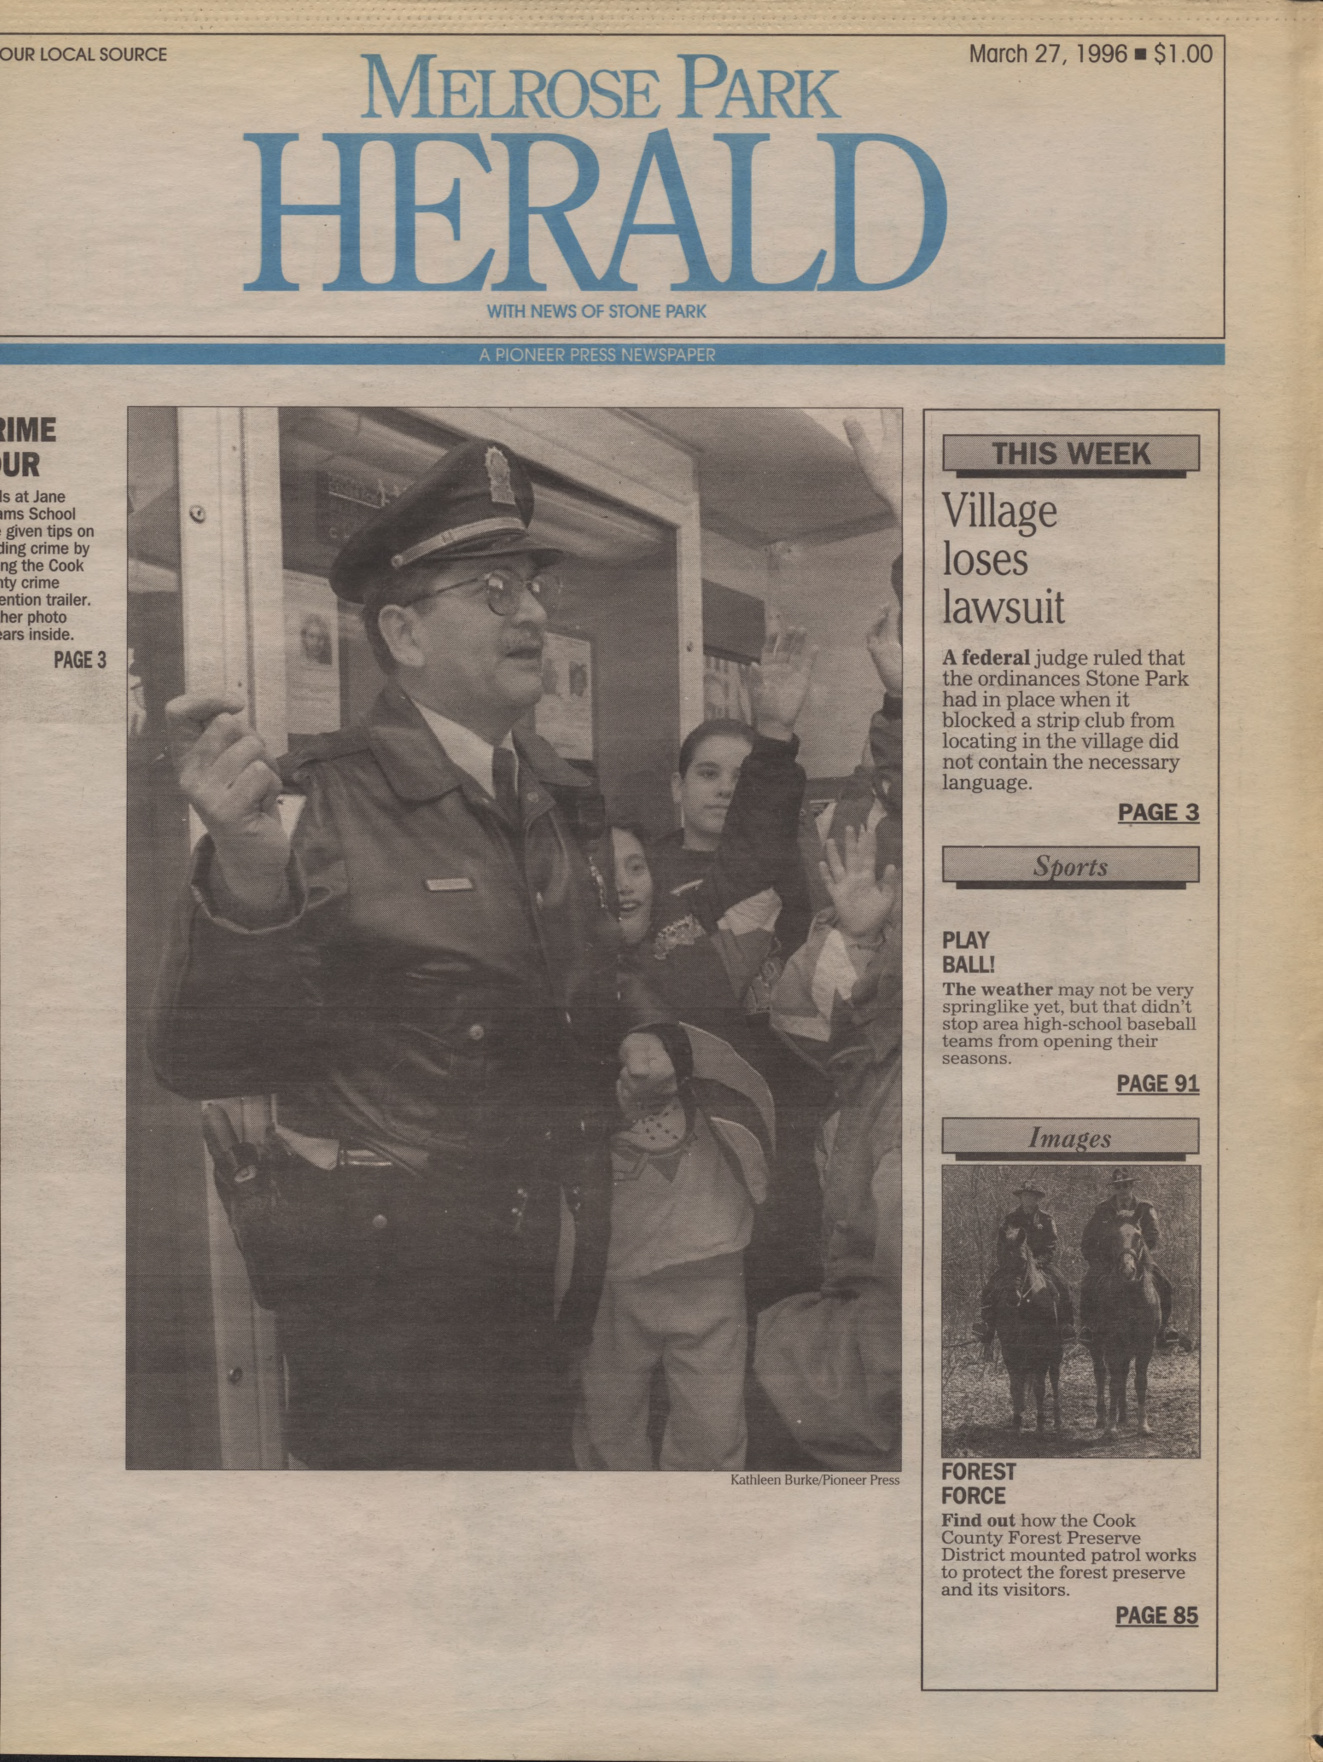 OUR LOCAL SOURCE
March 27, 1996 ■ $1.00
MELROSE PARK
HERALD
WITH NEWS OF STONE PARK
A PIONEER PRESS NEWSPAPER
RIME
OUR
ls at Jane
ams School
e given tips on
ding crime by
ng the Cook
nty crime
ention trailer.
her photo
ears inside.
PAGE 3
Kathleen Burke/Pioneer Press
THIS WEEK
Village
loses
lawsuit
A federal judge ruled that
the ordinances Stone Park
had in place when it
blocked a strip club from
locating in the village did
not contain the necessary
language.
PAGE 3
Sports
PLAY
BALL!
The weather may not be very
springlike yet, but that didn't
stop area high-school baseball
teams from opening their
seasons.
PAGE 91
Images
FOREST
FORCE
Find out how the Cook
County Forest Preserve
District mounted patrol works
to protect the forest preserve
and its visitors.
PAGE 85